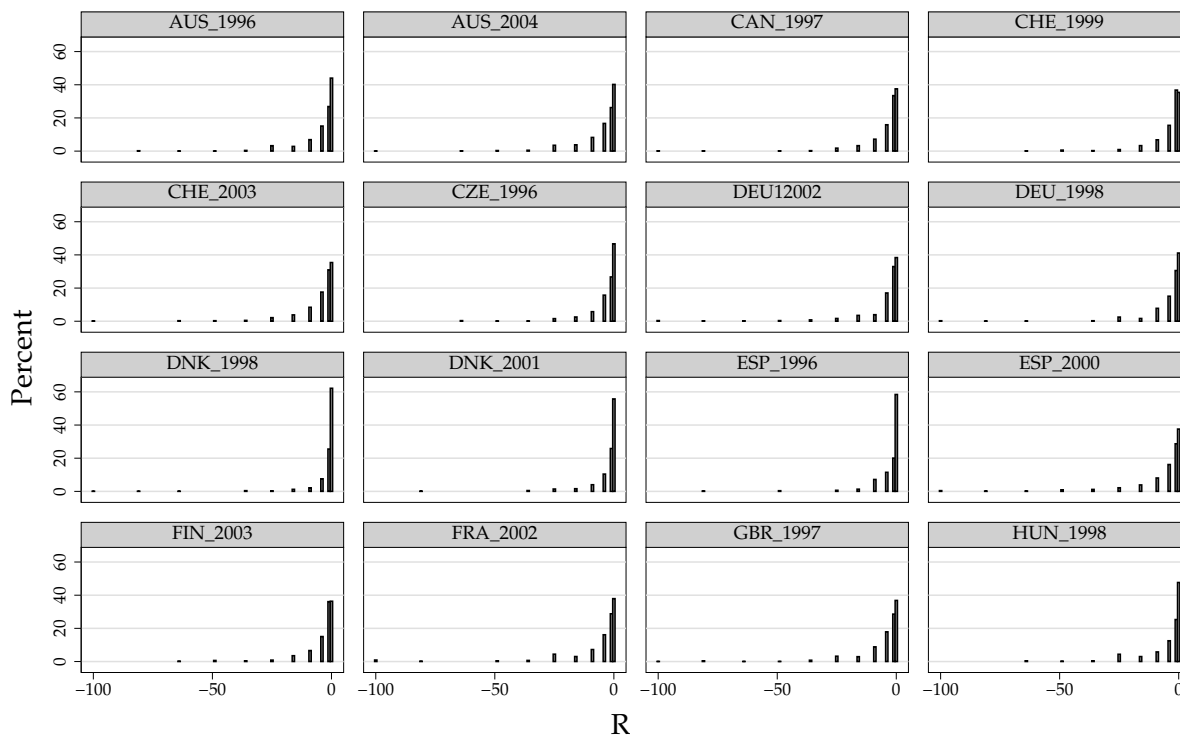 AUS_1996 AUS_2004 CAN_1997 CHE_1999
60
40
20
0
CHE_2003 CZE_1996 DEU12002 DEU_1998
60
40
20
0
Percent
DNK_1998 DNK_2001 ESP_1996 ESP_2000
60
40
20
0
FIN_2003 FRA_2002 GBR_1997 HUN_1998
60
40
20
0
−100 −50 0 −100 −50 0 −100 −50 0 −100 −50 0
R